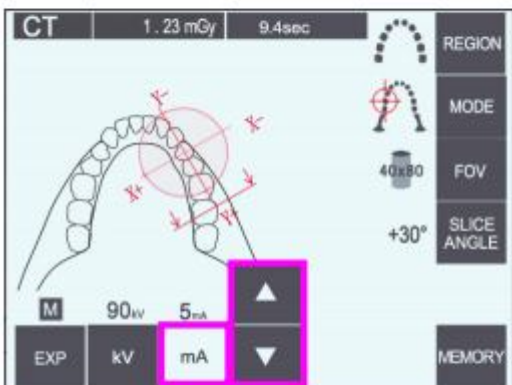 CT 1.23 mGy 9.4sec
REGION
MODE
40x80 FOV
+30° SLICE ANGLE
Y- X- X+ Y+
M 90kV 5mA
EXP kV mA MEMORY